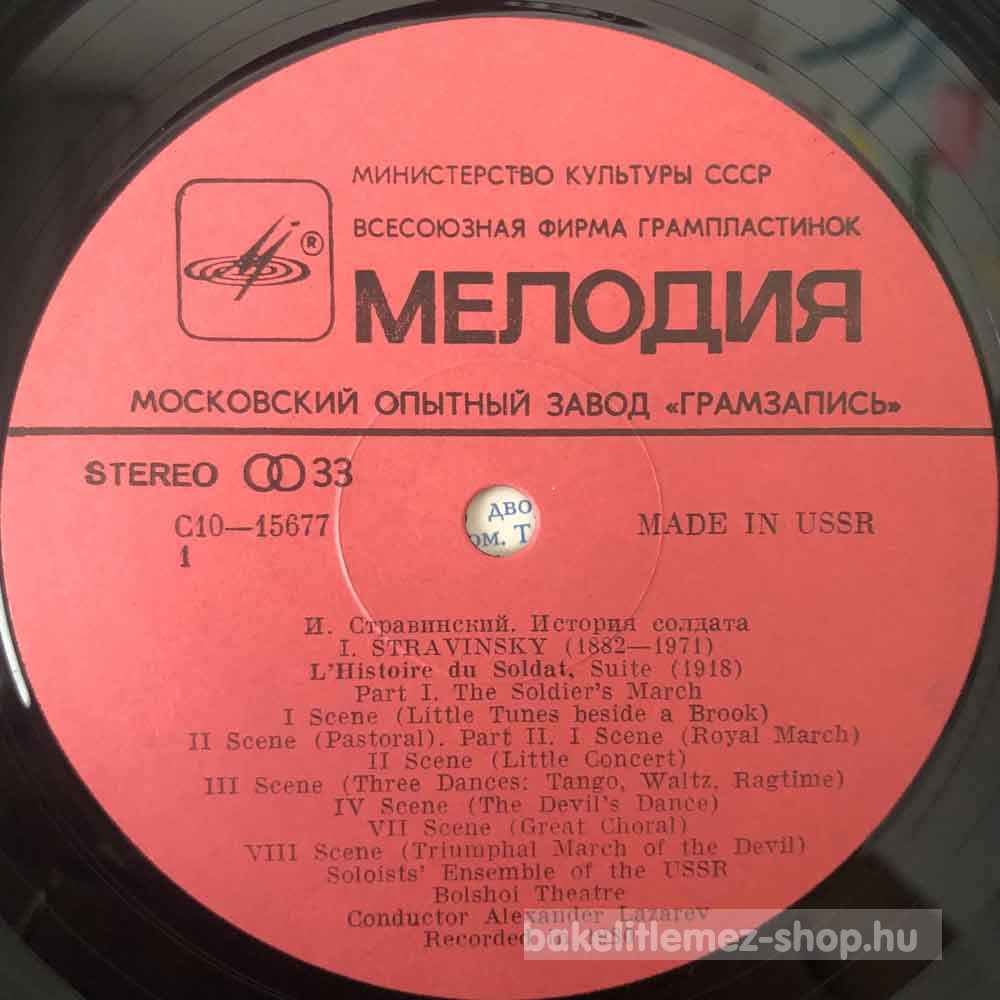 МИНИСТЕРСТВО КУЛЬТУРЫ СССР
ВСЕСОЮЗНАЯ ФИРМА ГРАМПЛАСТИНОК
®
МЕЛОДИЯ
МОСКОВСКИЙ ОПЫТНЫЙ ЗАВОД «ГРАМЗАПИСЬ»
STEREO 33
С10—15677
1
дво
ом. Т
MADE IN USSR
И. Стравинский. История солдата
I. STRAVINSKY (1882—1971)
L'Histoire du Soldat, Suite (1918)
Part I. The Soldier's March
I Scene (Little Tunes beside a Brook)
II Scene (Pastoral). Part II. I Scene (Royal March)
II Scene (Little Concert)
III Scene (Three Dances: Tango, Waltz, Ragtime)
IV Scene (The Devil's Dance)
VII Scene (Great Choral)
VIII Scene (Triumphal March of the Devil)
Soloists' Ensemble of the USSR
Bolshoi Theatre
Conductor Alexander Lazarev
Recorded
bakelitlemez-shop.hu